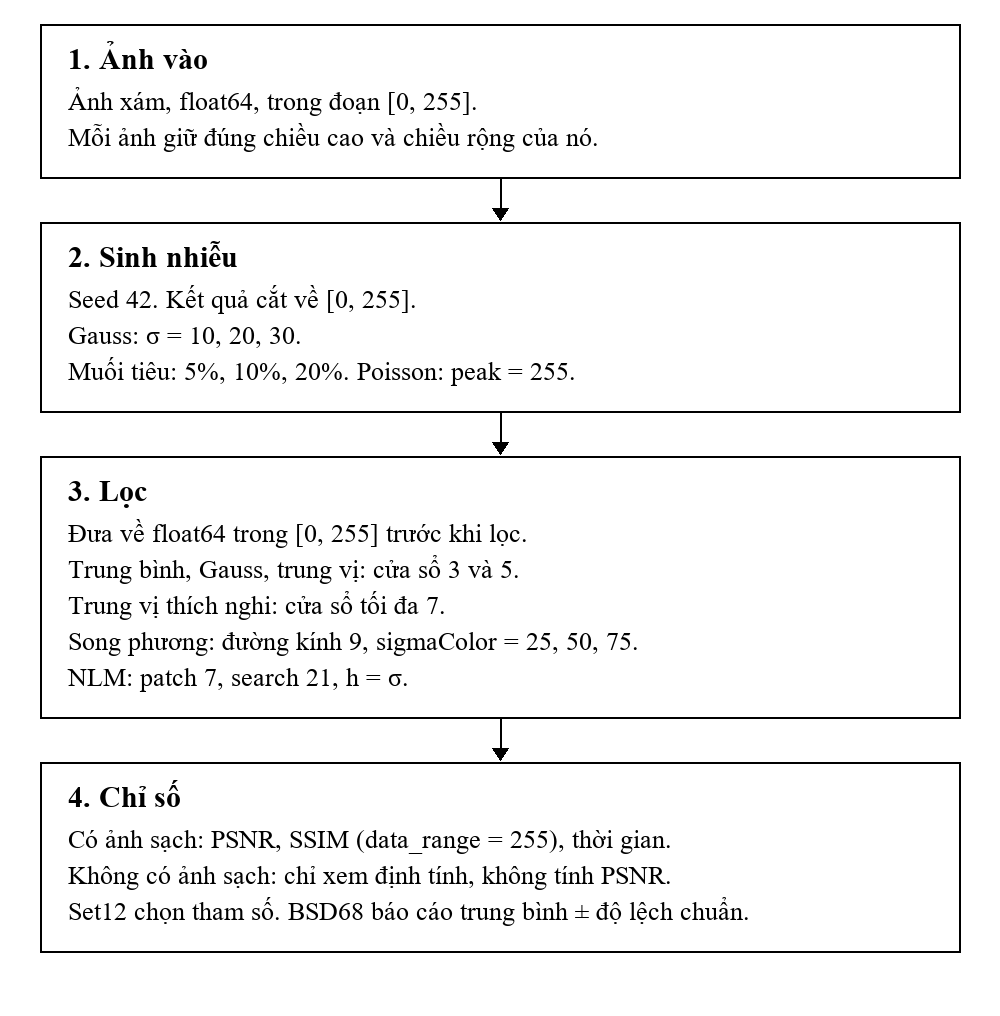 1. Ảnh vào
Ảnh xám, float64, trong đoạn [0, 255].
Mỗi ảnh giữ đúng chiều cao và chiều rộng của nó.
2. Sinh nhiễu
Seed 42. Kết quả cắt về [0, 255].
Gauss: σ = 10, 20, 30.
Muối tiêu: 5%, 10%, 20%. Poisson: peak = 255.
3. Lọc
Đưa về float64 trong [0, 255] trước khi lọc.
Trung bình, Gauss, trung vị: cửa sổ 3 và 5.
Trung vị thích nghi: cửa sổ tối đa 7.
Song phương: đường kính 9, sigmaColor = 25, 50, 75.
NLM: patch 7, search 21, h = σ.
4. Chỉ số
Có ảnh sạch: PSNR, SSIM (data_range = 255), thời gian.
Không có ảnh sạch: chỉ xem định tính, không tính PSNR.
Set12 chọn tham số. BSD68 báo cáo trung bình ± độ lệch chuẩn.